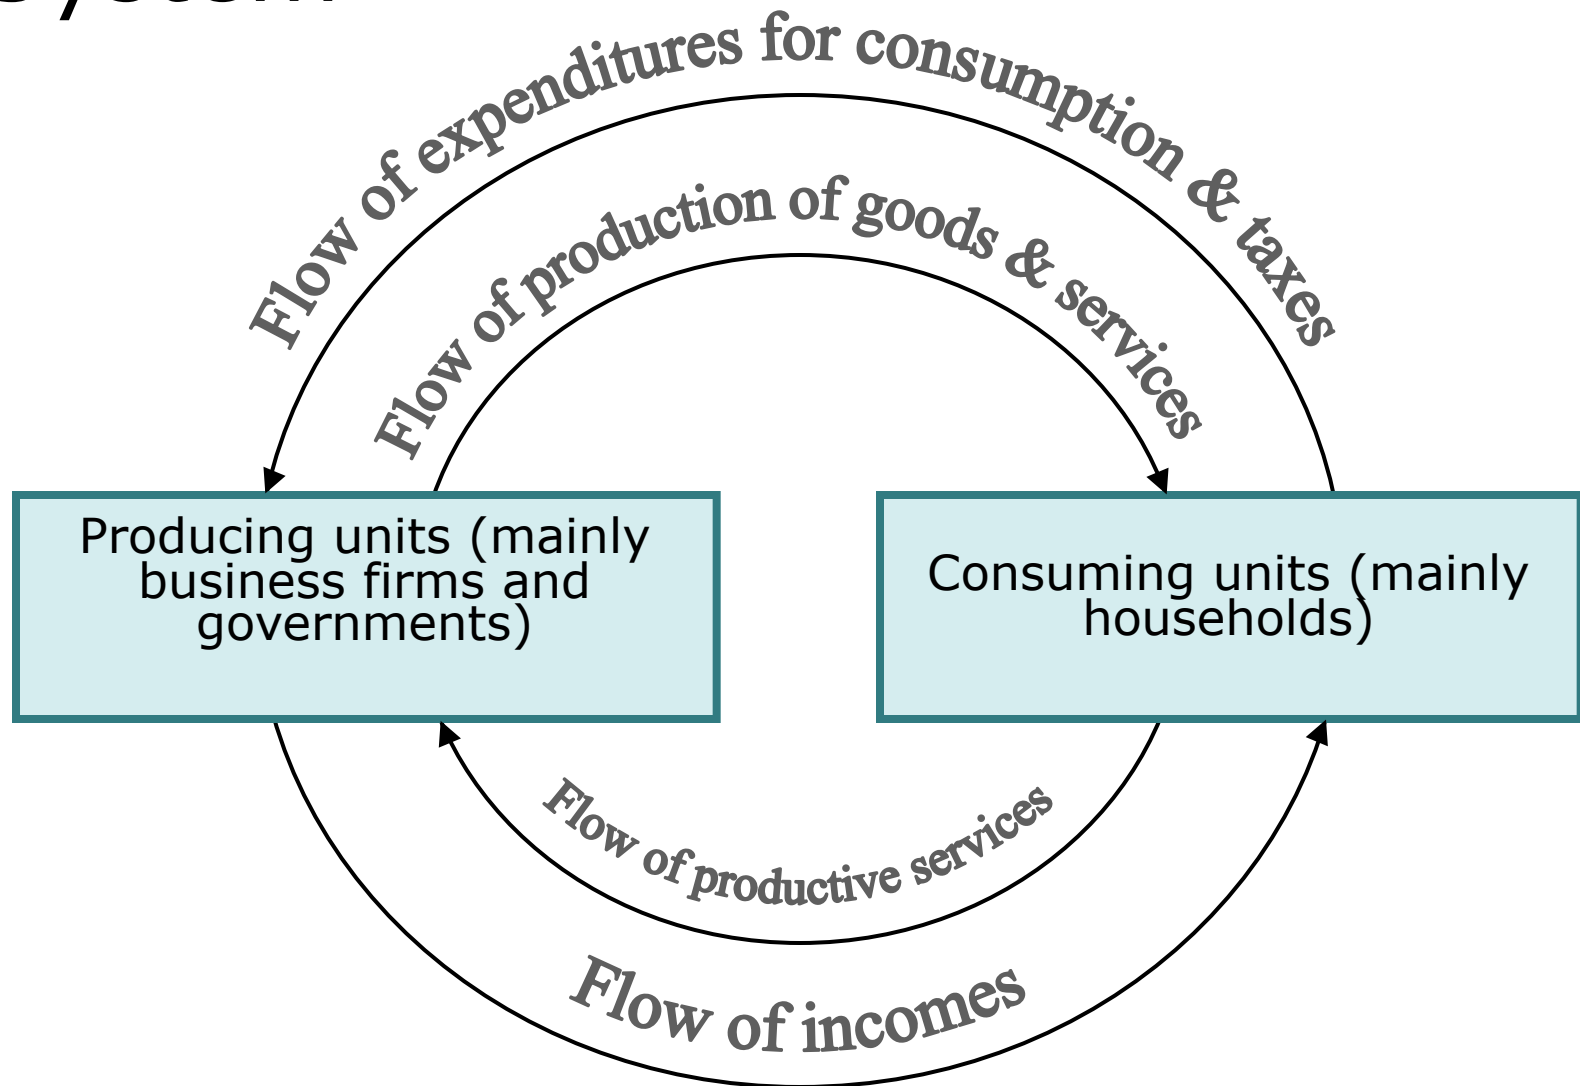 Flow of expenditures for consumption & taxes
Flow of production of goods & services
Producing units (mainly
business firms and
governments)
Consuming units (mainly
households)
Flow of productive services
Flow of incomes